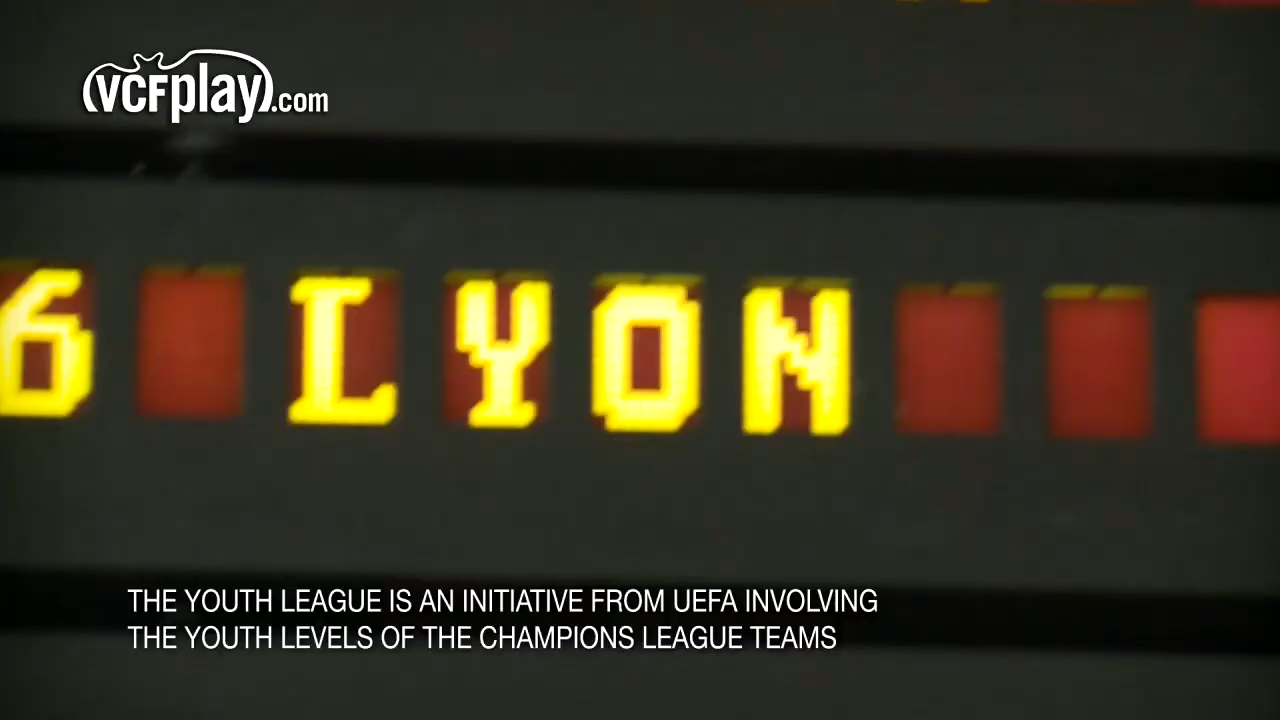 vcfplay.com
6 LYON
THE YOUTH LEAGUE IS AN INITIATIVE FROM UEFA INVOLVING
THE YOUTH LEVELS OF THE CHAMPIONS LEAGUE TEAMS